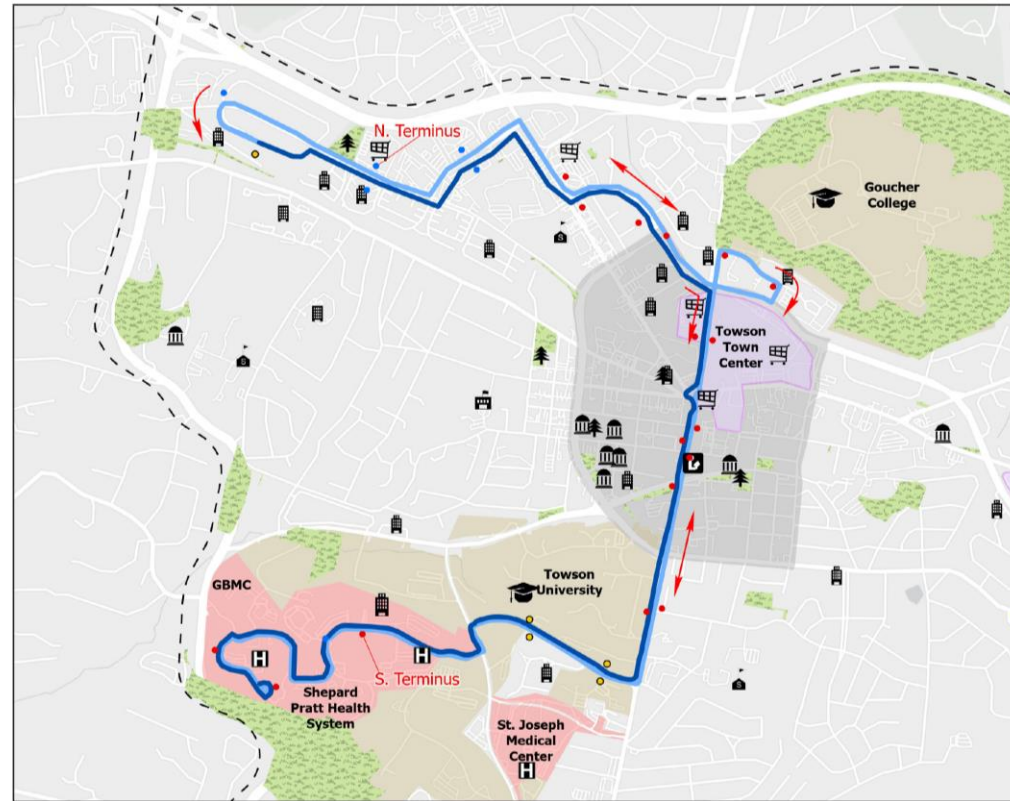 N. Terminus
Goucher
College
Towson
Town
Center
GBMC
Towson
University
S. Terminus
Shepard
Pratt Health
System
St. Joseph
Medical
Center